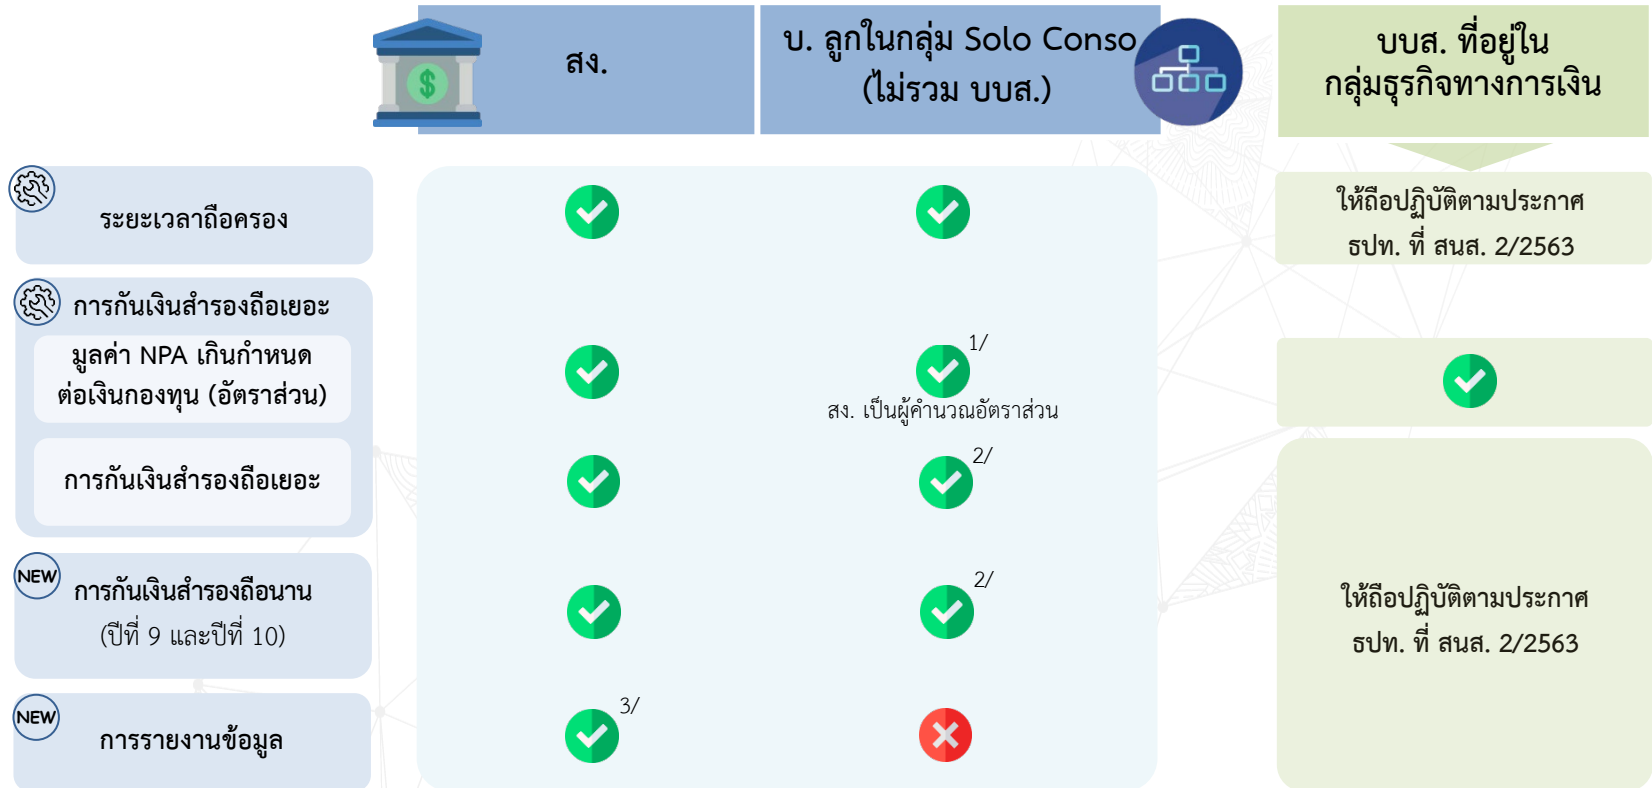 สง.
บ. ลูกในกลุ่ม Solo Conso
(ไม่รวม บบส.)
บบส. ที่อยู่ใน
กลุ่มธุรกิจทางการเงิน
ระยะเวลาถือครอง
ให้ถือปฏิบัติตามประกาศ
ธปท. ที่ สนส. 2/2563
การกันเงินสำรองถือเยอะ
มูลค่า NPA เกินกำหนด
ต่อเงินกองทุน (อัตราส่วน)
1/
สง. เป็นผู้คำนวณอัตราส่วน
การกันเงินสำรองถือเยอะ
2/
NEW
การกันเงินสำรองถือนาน
(ปีที่ 9 และปีที่ 10)
2/
ให้ถือปฏิบัติตามประกาศ
ธปท. ที่ สนส. 2/2563
NEW
การรายงานข้อมูล
3/